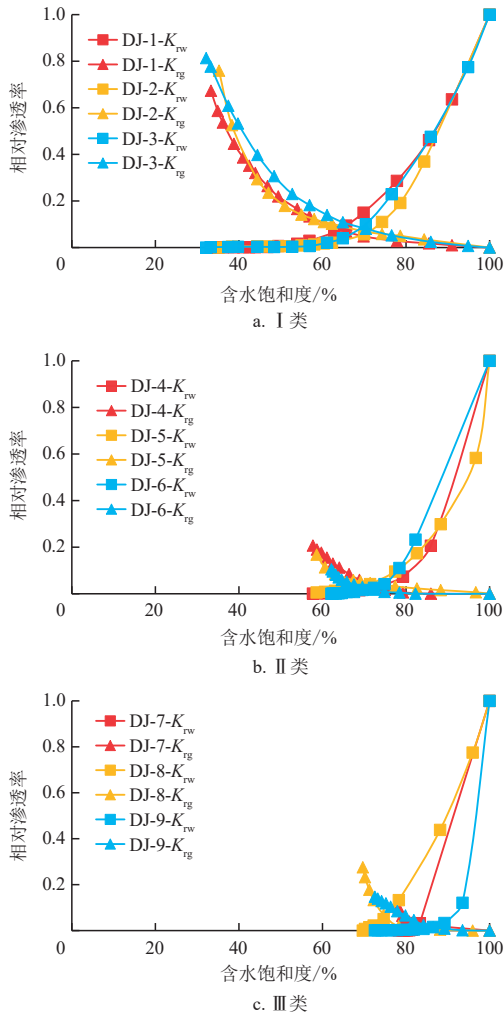 1.0
0.8
0.6
0.4
0.2
0
20
40
60
80
100
相对渗透率
DJ-1-Krw
DJ-1-Krg
DJ-2-Krw
DJ-2-Krg
DJ-3-Krw
DJ-3-Krg
含水饱和度/%
a. Ⅰ类
1.0
0.8
0.6
0.4
0.2
0
20
40
60
80
100
相对渗透率
DJ-4-Krw
DJ-4-Krg
DJ-5-Krw
DJ-5-Krg
DJ-6-Krw
DJ-6-Krg
含水饱和度/%
b. Ⅱ类
1.0
0.8
0.6
0.4
0.2
0
20
40
60
80
100
相对渗透率
DJ-7-Krw
DJ-7-Krg
DJ-8-Krw
DJ-8-Krg
DJ-9-Krw
DJ-9-Krg
含水饱和度/%
c. Ⅲ类